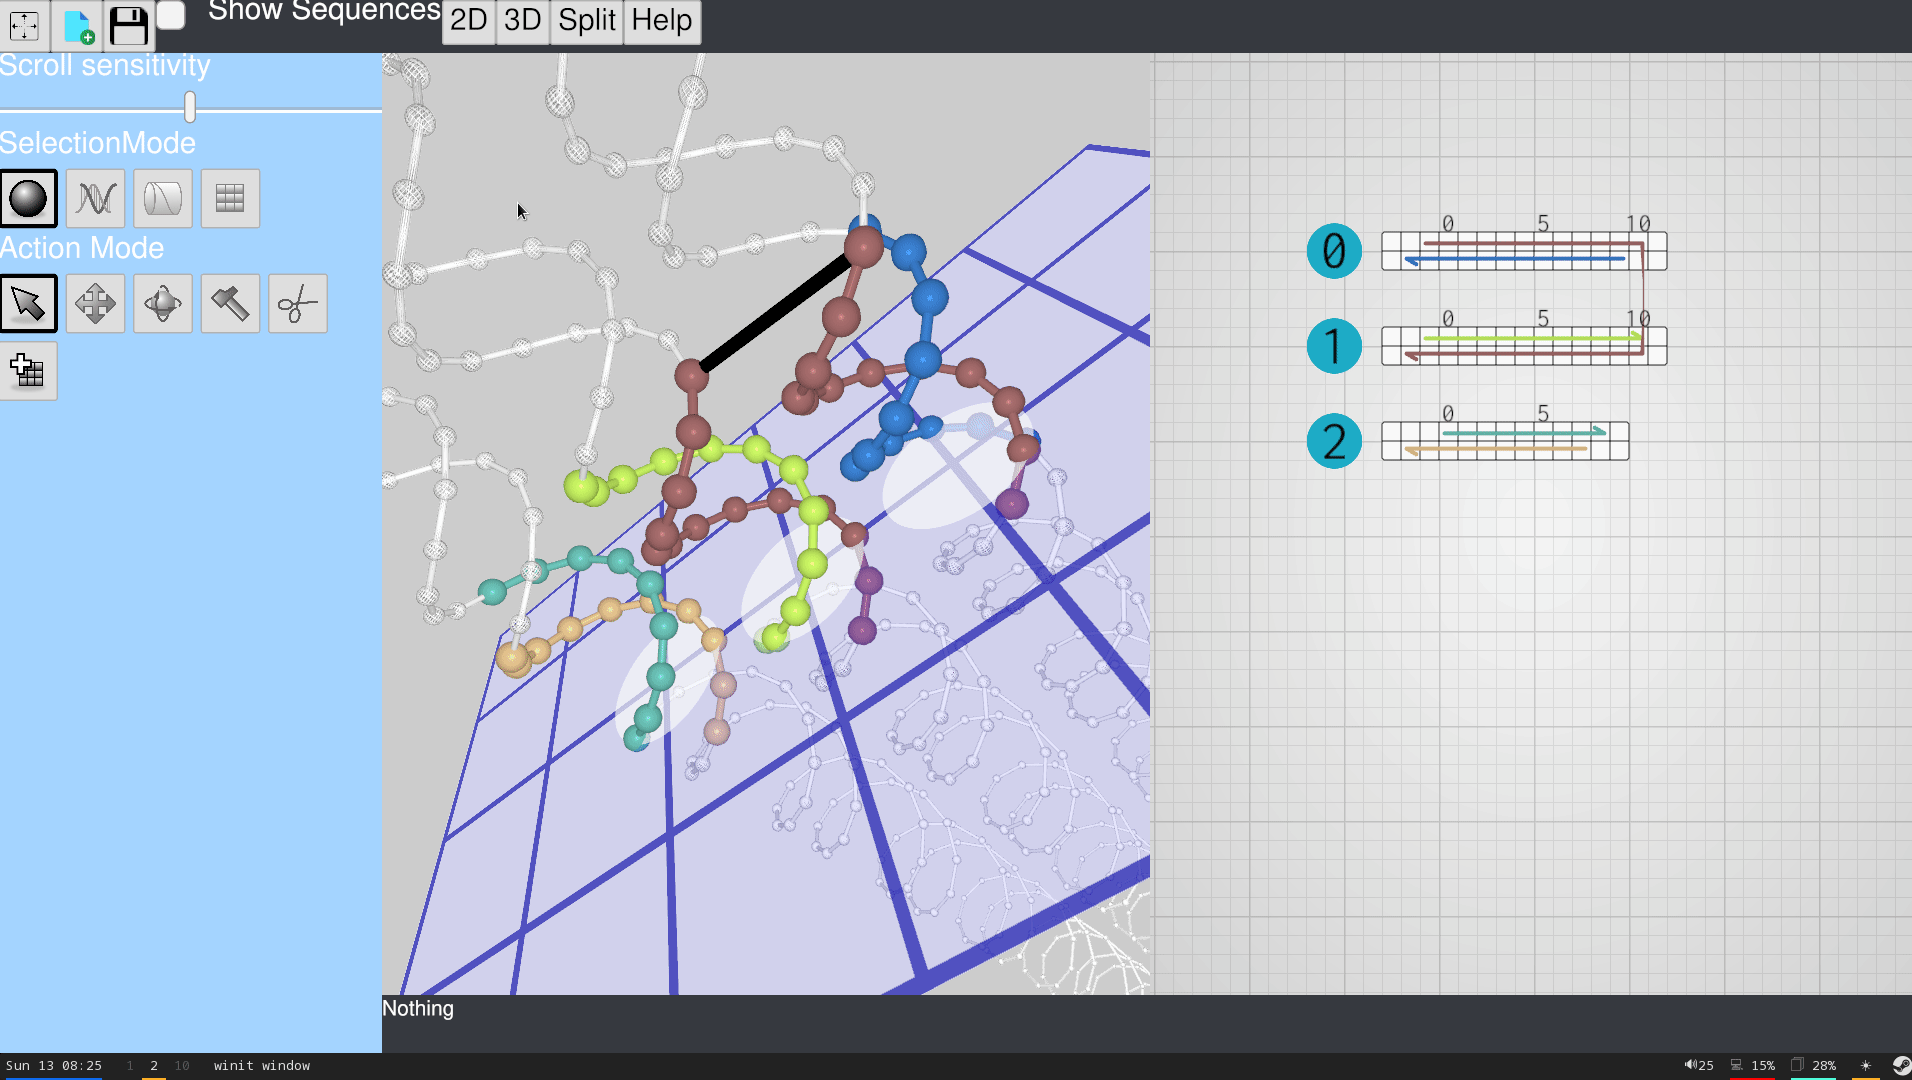 Show Sequences 2D 3D Split Help
Scroll sensitivity
SelectionMode
Action Mode
0 5 10
0
0 5 10
1
0 5
2
Nothing
Sun 13 08:25 1 2 10 winit window 25 15% 28%